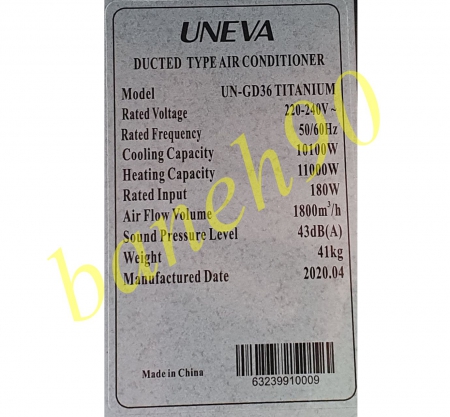 UNEVA
DUCTED TYPE AIR CONDITIONER
Model UN-GD36 TITANIUM
Rated Voltage 220-240V~
Rated Frequency 50/60Hz
Cooling Capacity 10100W
Heating Capacity 11000W
Rated Input 180W
Air Flow Volume 1800m³/h
Sound Pressure Level 43dB(A)
Weight 41kg
Manufactured Date 2020.04
Made in China
63239910009
baneh90